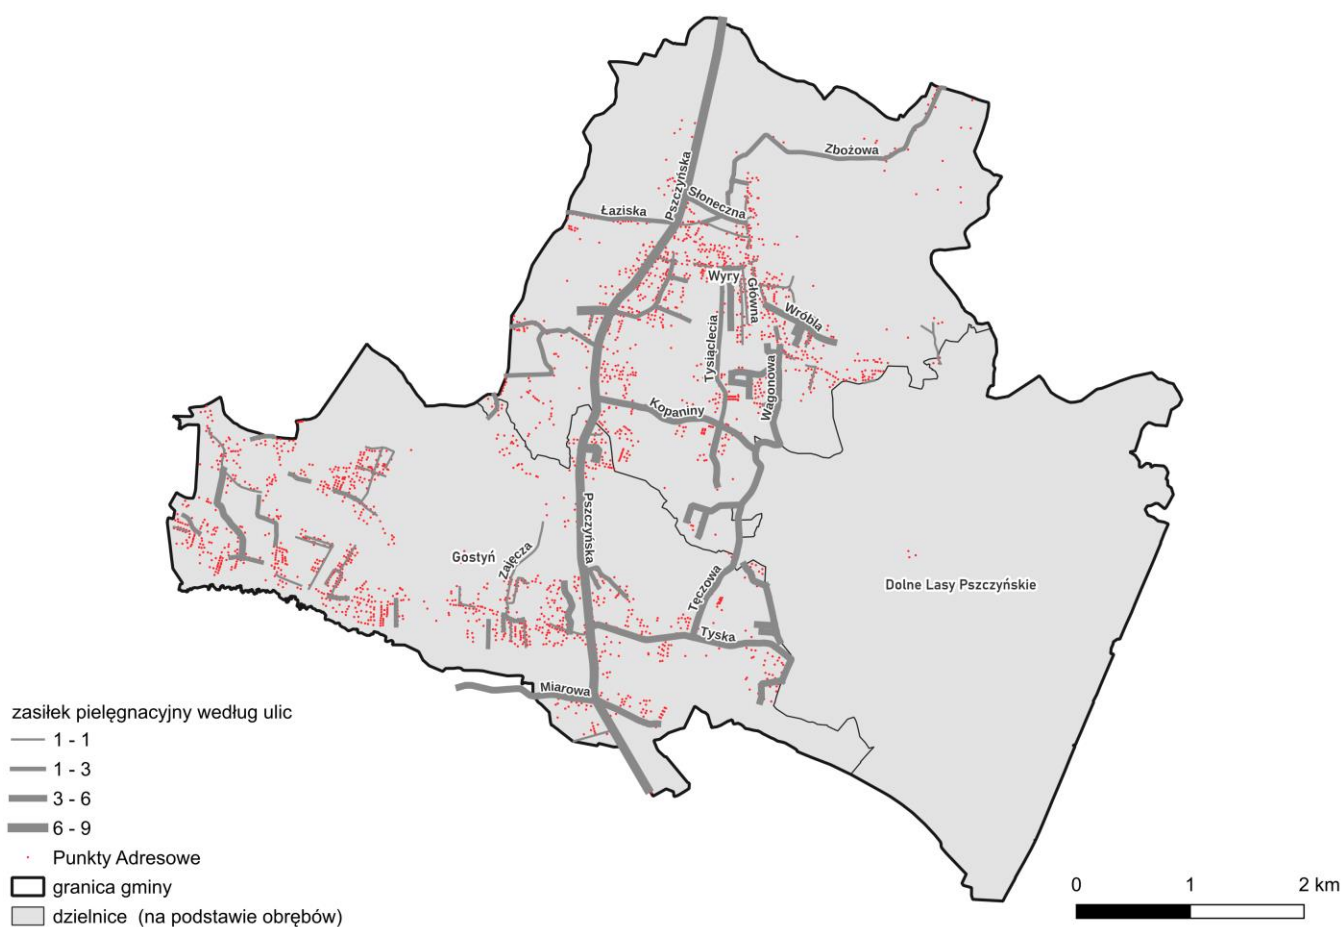 Zbożowa
Pszczyńska
Słoneczna
Łaziska
Wyry
Główna
Wróbla
Tysiąclecia
Wagonowa
Kopaniny
Pszczyńska
Gostyń
Zajęcza
Tęczowa
Dolne Lasy Pszczyńskie
Tyska
Miarowa
zasiłek pielęgnacyjny według ulic
1 - 1
1 - 3
3 - 6
6 - 9
Punkty Adresowe
granica gminy
dzielnice (na podstawie obrębów)
0 1 2 km